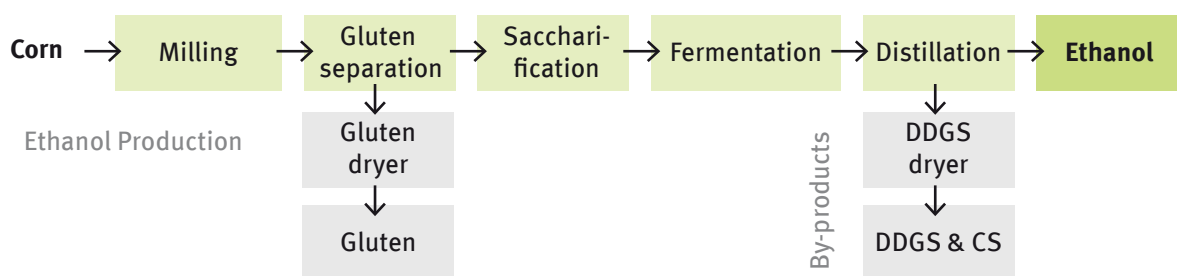 Corn
Milling
Gluten
separation
Scchari-
fication
Fermentation
Distillation
Ethanol
Ethanol Production
Gluten
dryer
Gluten
By-products
DDGS
dryer
DDGS & CS